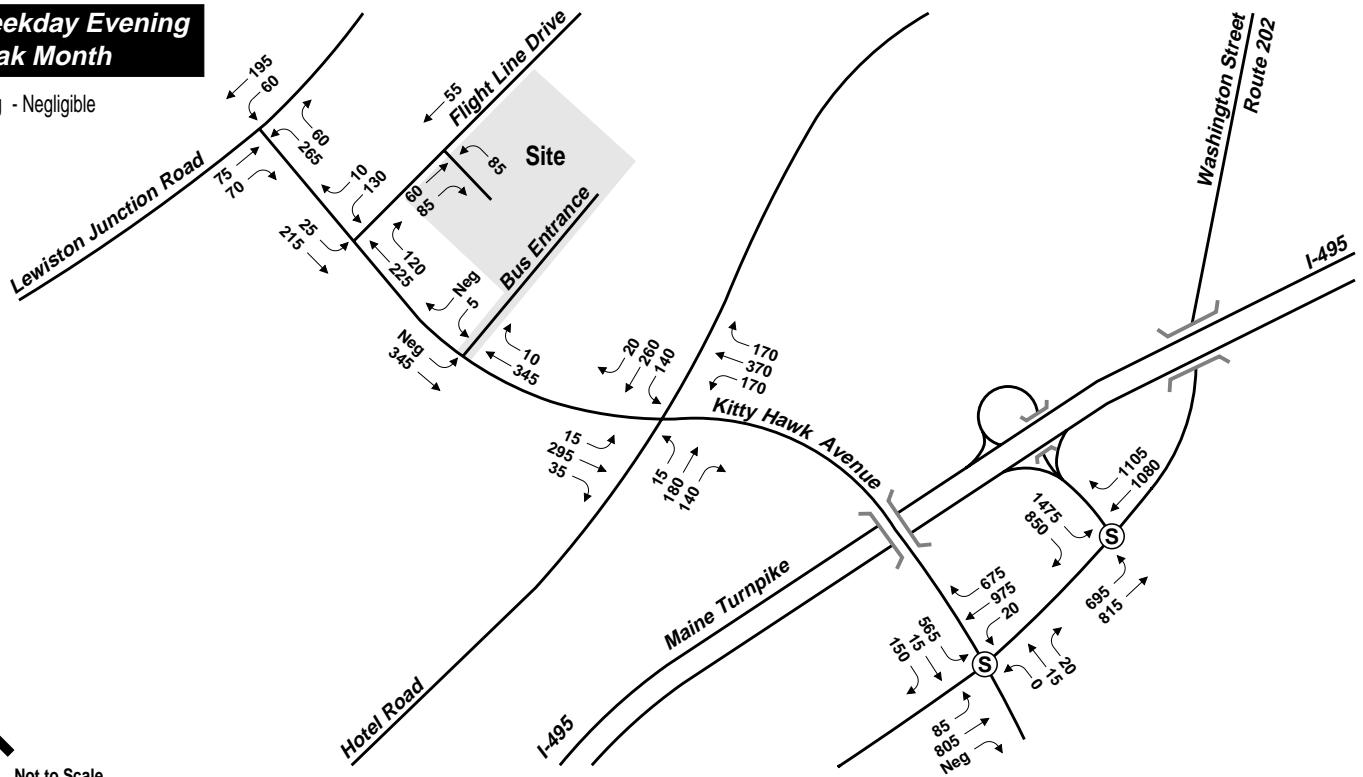 eekday Evening
ak Month
- Negligible
195
60
60
265
75
70
Lewiston Junction Road
55
Flight Line Drive
85
Site
60
85
10
130
25
215
120
225
Neg
5
Bus Entrance
Neg
345
10
345
20
260
140
170
370
170
15
295
35
15
180
140
Kitty Hawk Avenue
Hotel Road
Maine Turnpike
I-495
I-495
Washington Street
Route 202
1105
1080
1475
850
S
695
815
675
975
20
565
15
150
S
0
15
20
85
805
Neg
Not to Scale